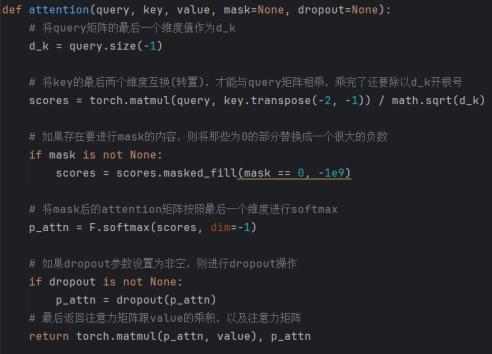 def attention(query, key, value, mask=None, dropout=None):
# 将query矩阵的最后一个维度值作为d_k
d_k = query.size(-1)
# 将key的最后两个维度互换(转置)，才能与query矩阵相乘，乘完了还要除以d_k开根号
scores = torch.matmul(query, key.transpose(-2, -1)) / math.sqrt(d_k)
# 如果存在要进行mask的内容，则将那些为0的部分替换成一个很大的负数
if mask is not None:
scores = scores.masked_fill(mask == 0, -1e9)
# 将mask后的attention矩阵按照最后一个维度进行softmax
p_attn = F.softmax(scores, dim=-1)
# 如果dropout参数设置为非空，则进行dropout操作
if dropout is not None:
p_attn = dropout(p_attn)
# 最后返回注意力矩阵跟value的乘积，以及注意力矩阵
return torch.matmul(p_attn, value), p_attn